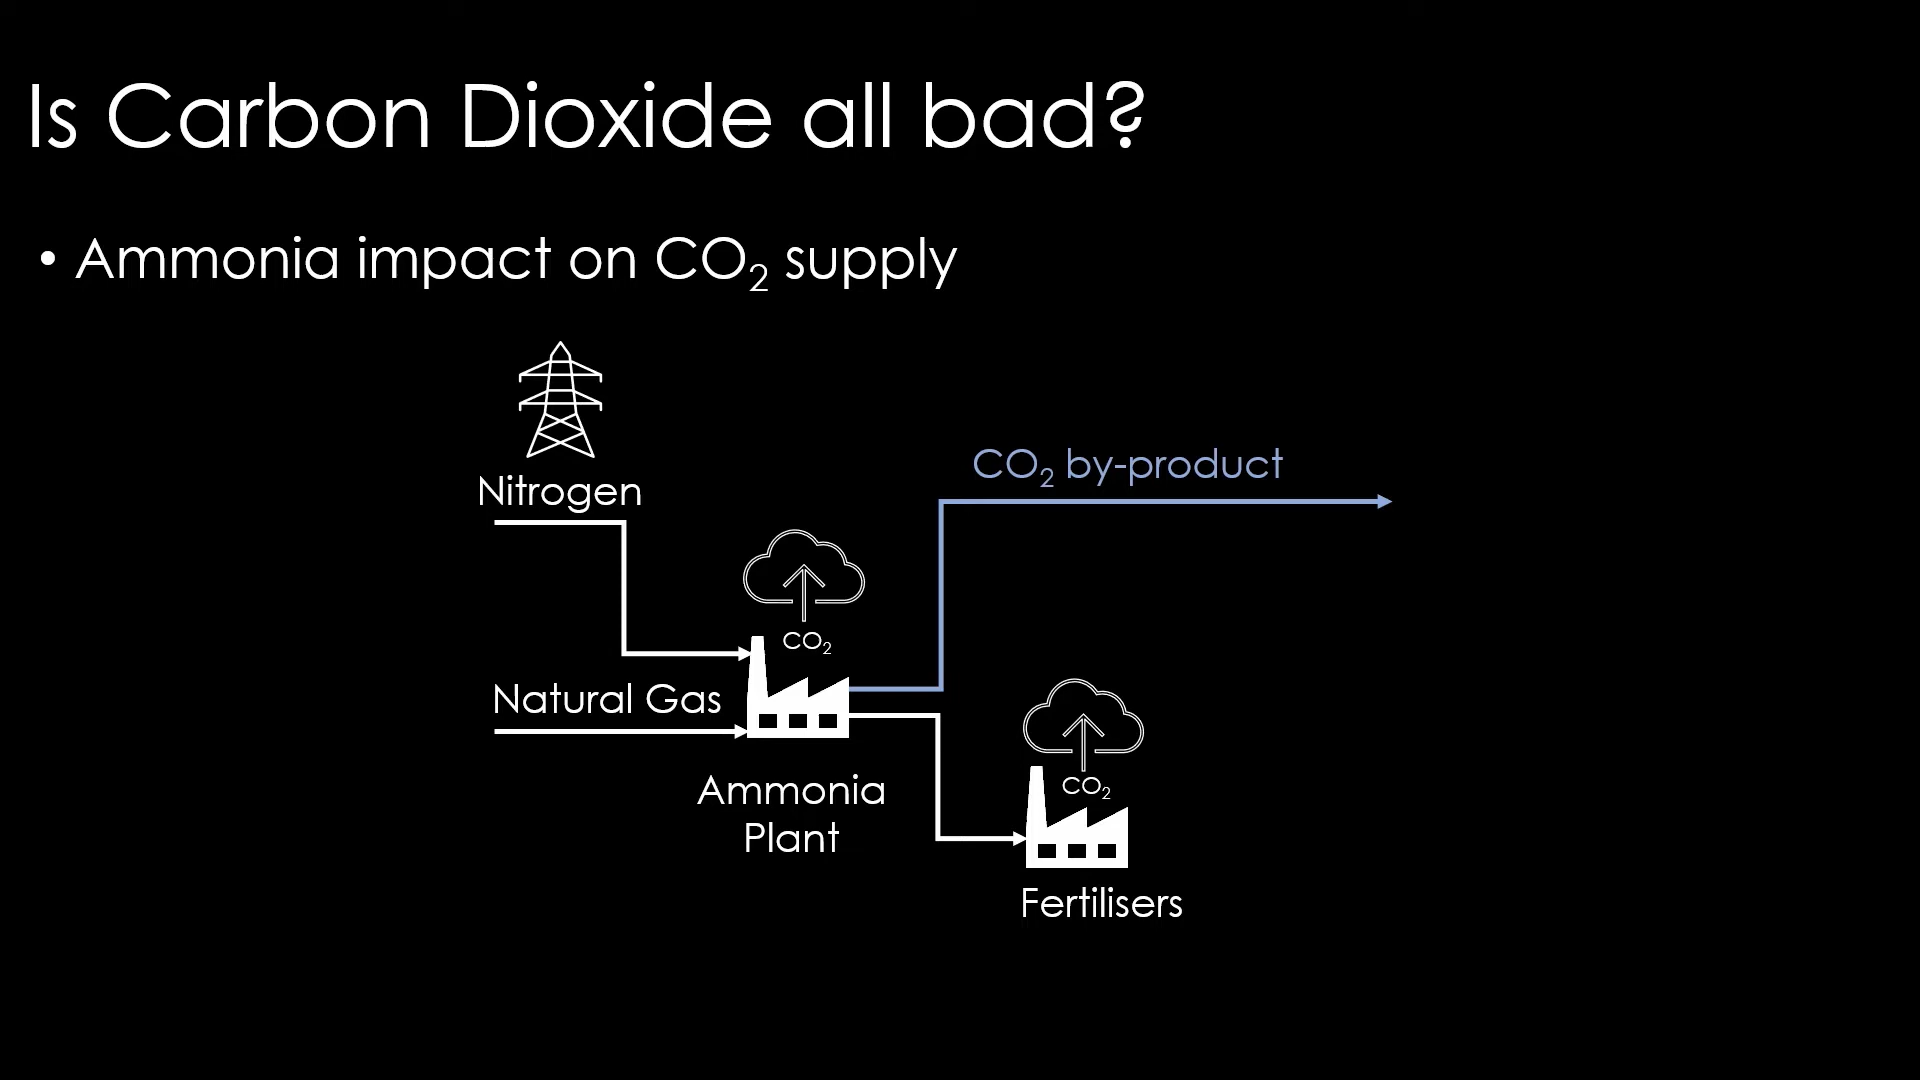 Is Carbon Dioxide all bad?
• Ammonia impact on CO₂ supply
Nitrogen
CO₂ by-product
CO₂
Natural Gas
CO₂
Ammonia
Plant
Fertilisers